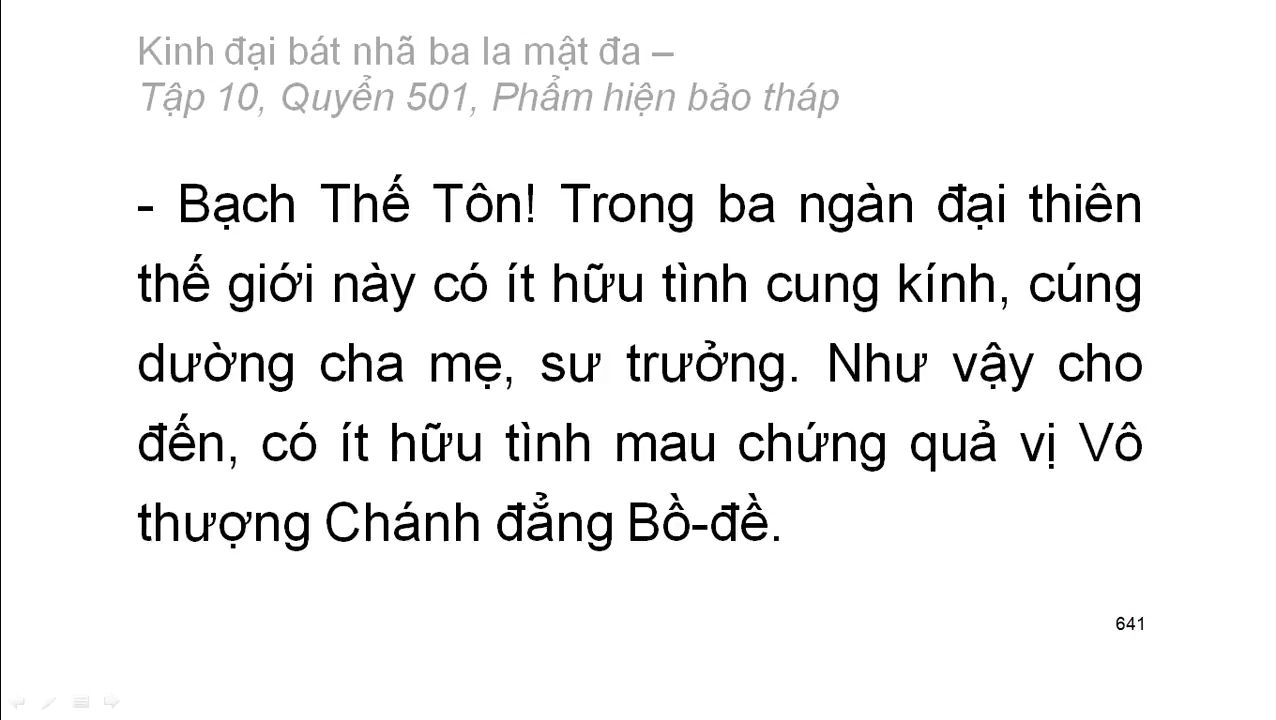 Kinh đại bát nhã ba la mật đa –
Tập 10, Quyển 501, Phẩm hiện bảo tháp
- Bạch Thế Tôn! Trong ba ngàn đại thiên
thế giới này có ít hữu tình cung kính, cúng
dường cha mẹ, sư trưởng. Như vậy cho
đến, có ít hữu tình mau chứng quả vị Vô
thượng Chánh đẳng Bồ-đề.
641